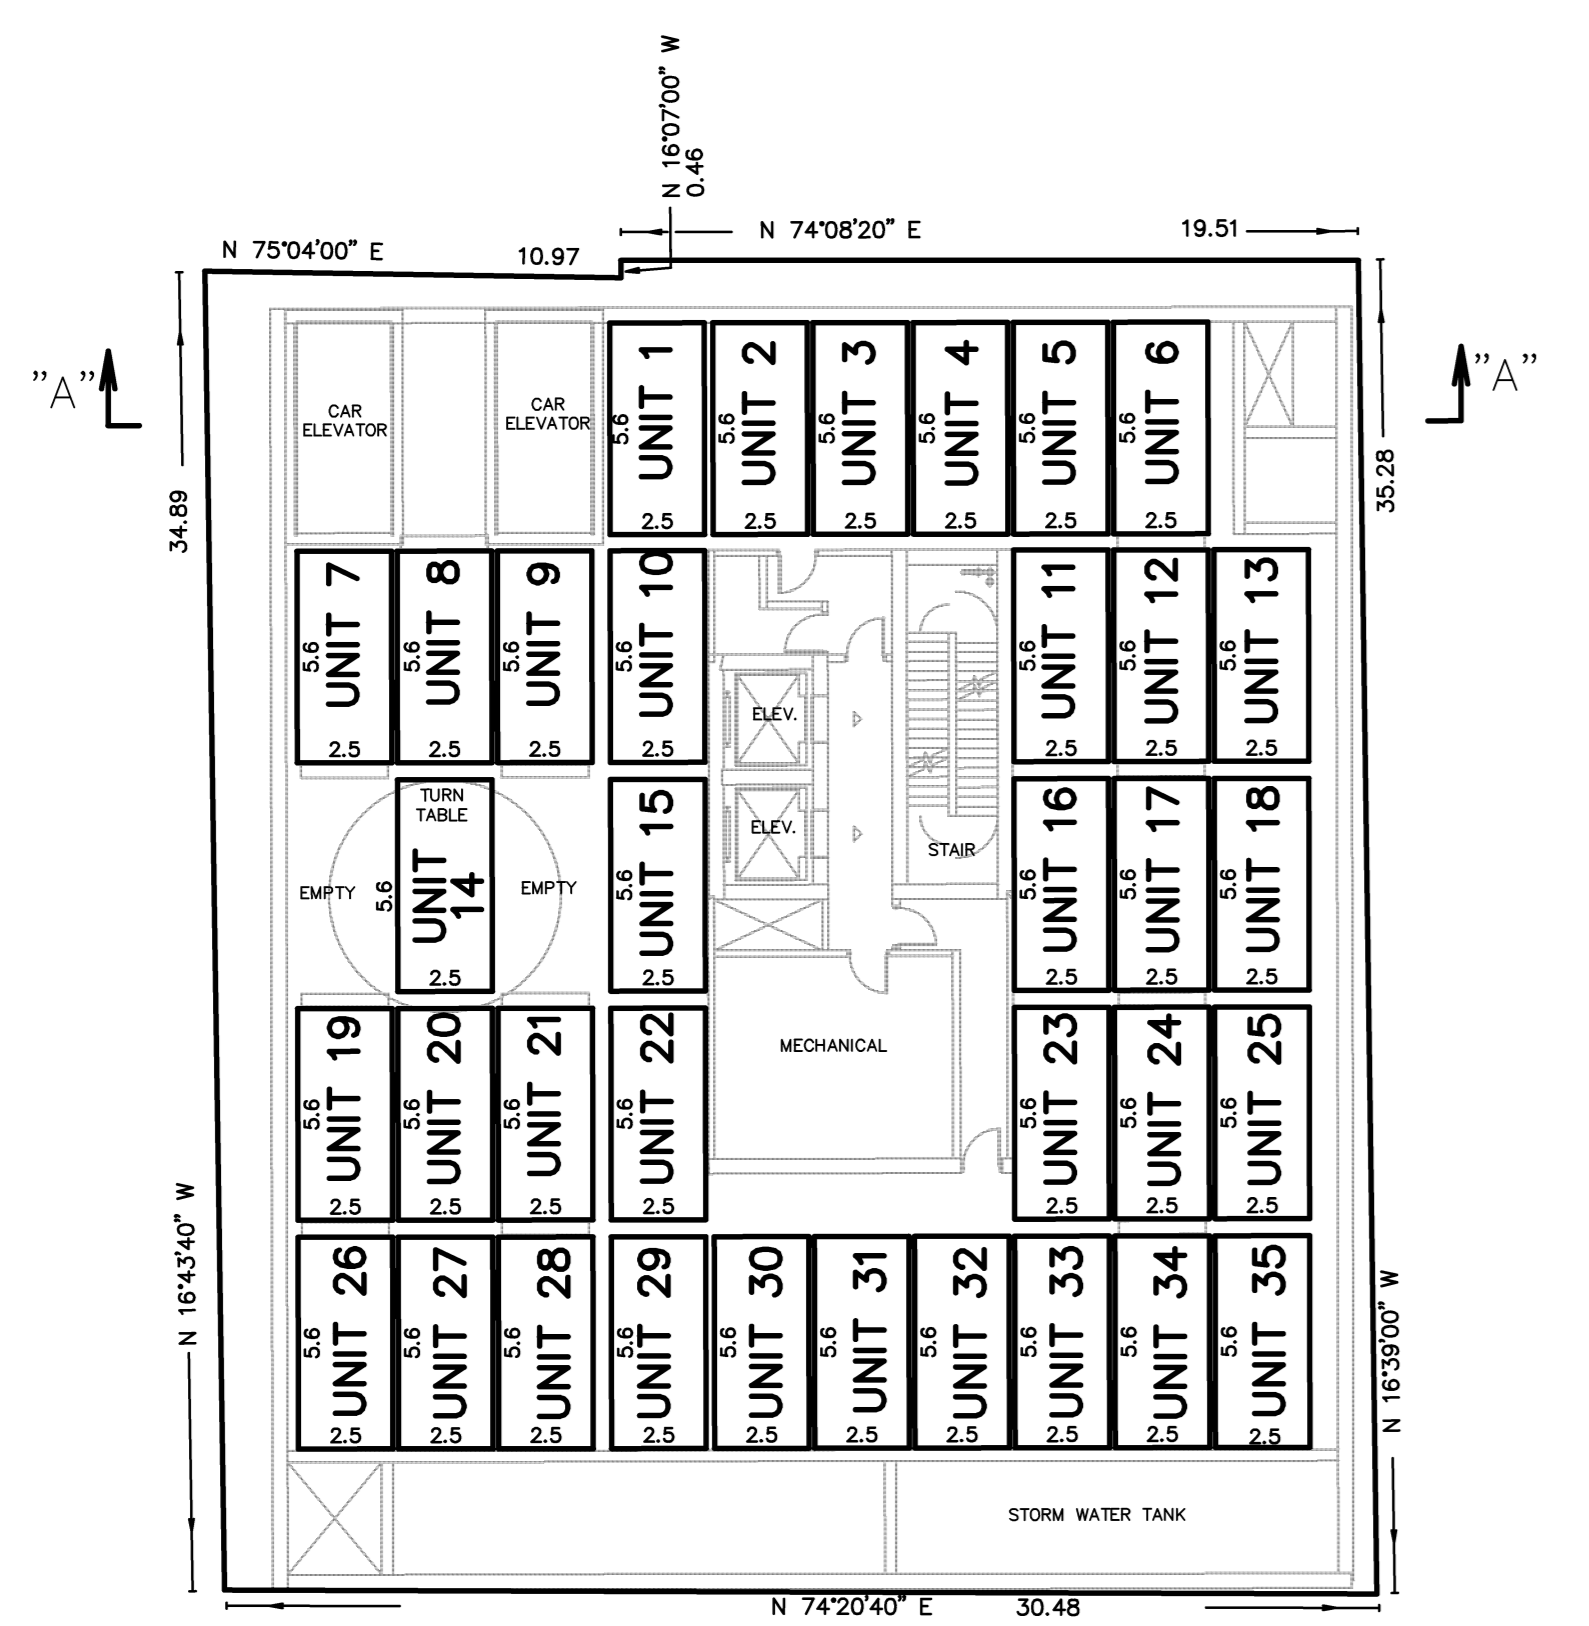 N 16°07'00" W
0.46
N 75°04'00" E
10.97
N 74°08'20" E
19.51
"A"
"A"
34.89
35.28
CAR
ELEVATOR
CAR
ELEVATOR
UNIT 1
5.6
2.5
UNIT 2
5.6
2.5
UNIT 3
5.6
2.5
UNIT 4
5.6
2.5
UNIT 5
5.6
2.5
UNIT 6
5.6
2.5
UNIT 7
5.6
2.5
UNIT 8
5.6
2.5
UNIT 9
5.6
2.5
UNIT 10
5.6
2.5
ELEV.
UNIT 11
5.6
2.5
UNIT 12
5.6
2.5
UNIT 13
5.6
2.5
EMPTY
TURN
TABLE
UNIT
14
5.6
2.5
EMPTY
UNIT 15
5.6
2.5
ELEV.
STAIR
UNIT 16
5.6
2.5
UNIT 17
5.6
2.5
UNIT 18
5.6
2.5
UNIT 19
5.6
2.5
UNIT 20
5.6
2.5
UNIT 21
5.6
2.5
UNIT 22
5.6
2.5
MECHANICAL
UNIT 23
5.6
2.5
UNIT 24
5.6
2.5
UNIT 25
5.6
2.5
N 16°43'40" W
UNIT 26
5.6
2.5
UNIT 27
5.6
2.5
UNIT 28
5.6
2.5
UNIT 29
5.6
2.5
UNIT 30
5.6
2.5
UNIT 31
5.6
2.5
UNIT 32
5.6
2.5
UNIT 33
5.6
2.5
UNIT 34
5.6
2.5
UNIT 35
5.6
2.5
N 16°39'00" W
STORM WATER TANK
N 74°20'40" E
30.48